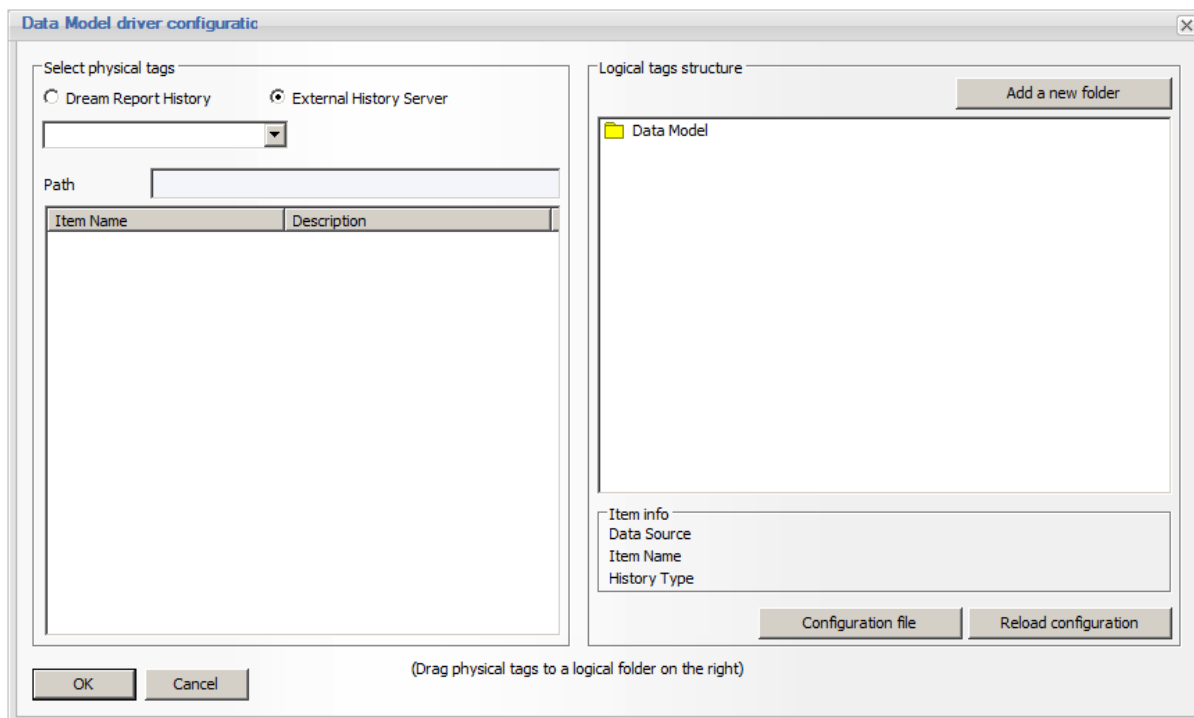 Data Model driver configuratic
Select physical tags
Dream Report History
External History Server
Path
Item Name
Description
Logical tags structure
Add a new folder
Data Model
Item info
Data Source
Item Name
History Type
Configuration file
Reload configuration
(Drag physical tags to a logical folder on the right)
OK
Cancel